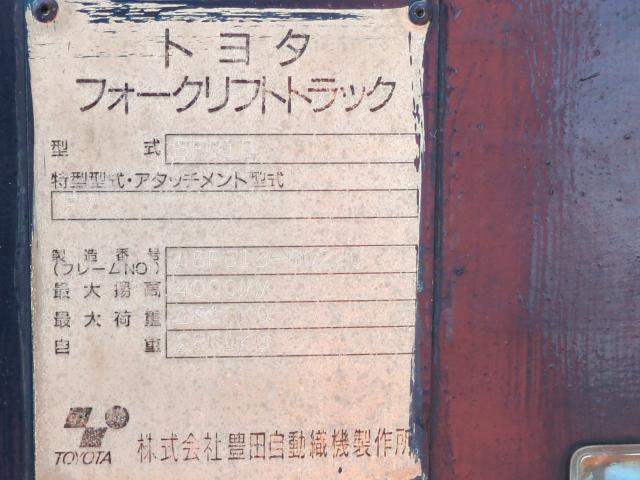 トヨタ
フォークリフトトラック
型 式
特型型式・アタッチメント型式
製造番号
(フレームNO.)
最大揚高
最大荷重
自 重
TOYOTA 株式会社豊田自動織機製作所